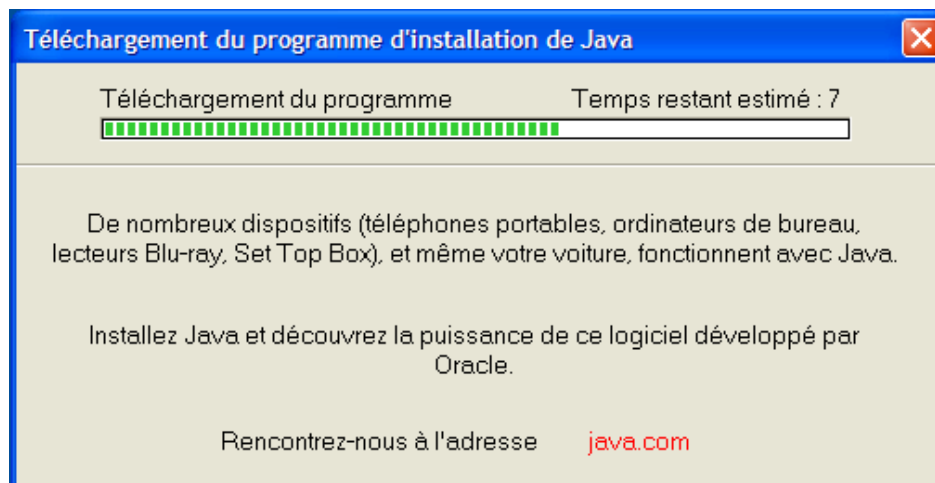 Téléchargement du programme d'installation de Java
Téléchargement du programme Temps restant estimé : 7
De nombreux dispositifs (téléphones portables, ordinateurs de bureau,
lecteurs Blu-ray, Set Top Box), et même votre voiture, fonctionnent avec Java.
Installez Java et découvrez la puissance de ce logiciel développé par
Oracle.
Rencontrez-nous à l'adresse java.com